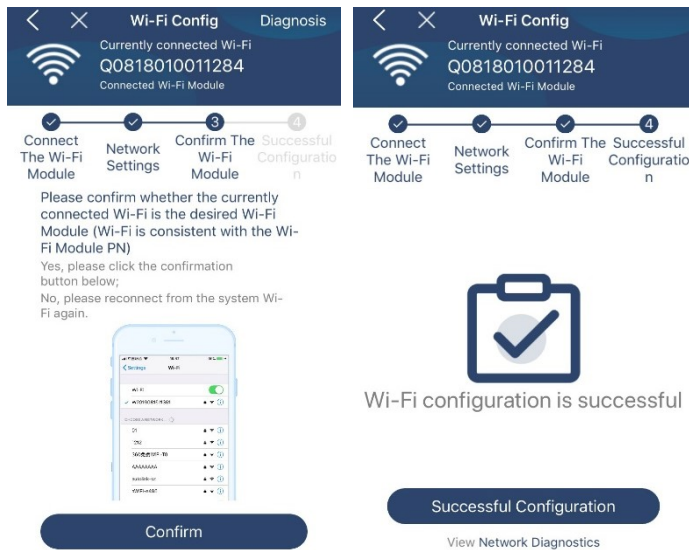 Wi-Fi Config Diagnosis
Currently connected Wi-Fi
Q0818010011284
Connected Wi-Fi Module
3 4
Connect The Wi-Fi Module
Network Settings
Confirm The Wi-Fi Module
Successful Configuratio n
Please confirm whether the currently
connected Wi-Fi is the desired Wi-
Fi Module (Wi-Fi is consistent with the Wi-
Fi Module PN)
Yes, please click the confirmation
button below;
No, please reconnect from the system Wi-
Fi again.
Settings Wi-Fi
Confirm
Wi-Fi Config
Currently connected Wi-Fi
Q0818010011284
Connected Wi-Fi Module
4
Connect The Wi-Fi Module
Network Settings
Confirm The Wi-Fi Module
Successful Configuratio n
Wi-Fi configuration is successful
Successful Configuration
View Network Diagnostics